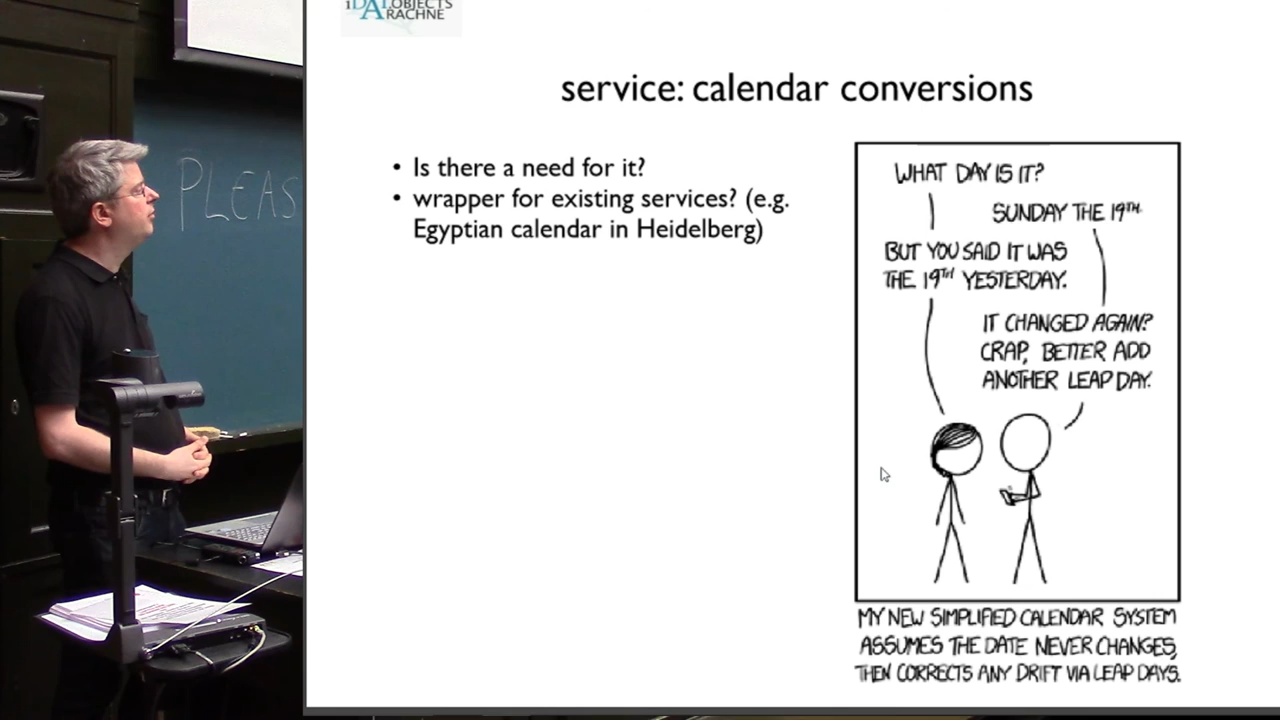 iDAI.OBJECTS
ARACHNE
service: calendar conversions
• Is there a need for it?
• wrapper for existing services? (e.g.
Egyptian calendar in Heidelberg)
WHAT DAY IS IT?
SUNDAY THE 19TH.
BUT YOU SAID IT WAS
THE 19TH YESTERDAY.
IT CHANGED AGAIN?
CRAP, BETTER ADD
ANOTHER LEAP DAY.
MY NEW SIMPLIFIED CALENDAR SYSTEM
ASSUMES THE DATE NEVER CHANGES,
THEN CORRECTS ANY DRIFT VIA LEAP DAYS.
PLEAS